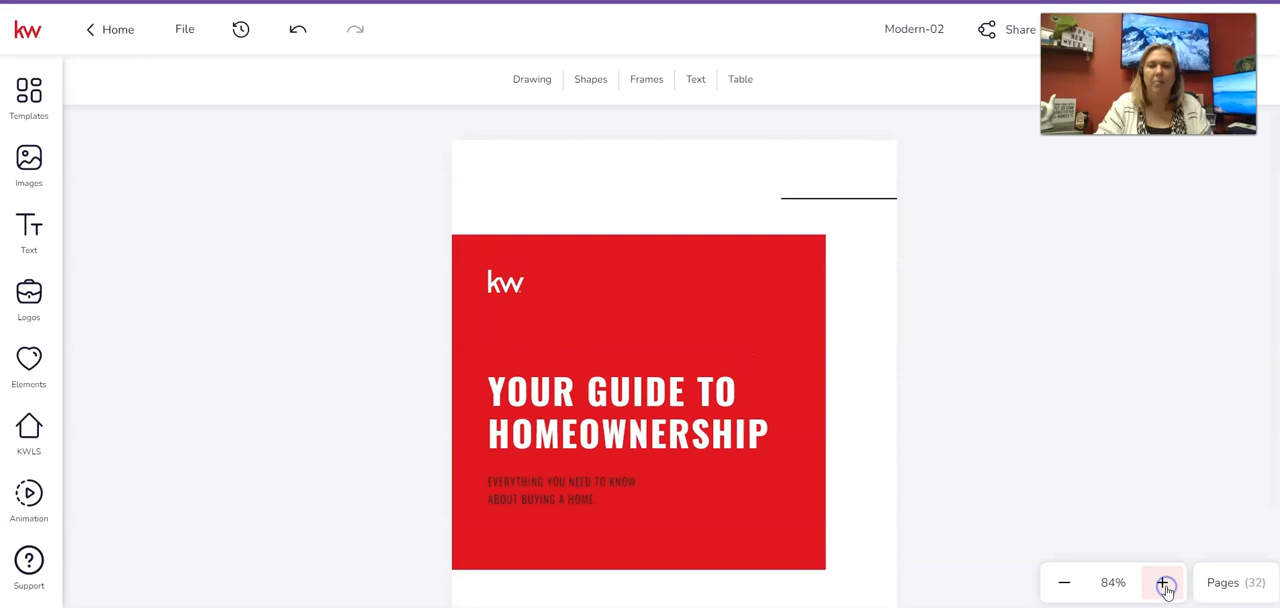 kw
Home
File
Modern-02
Share
Drawing
Shapes
Frames
Text
Table
Templates
Images
Text
Logos
Elements
KWLS
Animation
Support
kw
YOUR GUIDE TO
HOMEOWNERSHIP
EVERYTHING YOU NEED TO KNOW
ABOUT BUYING A HOME.
84%
Pages (32)